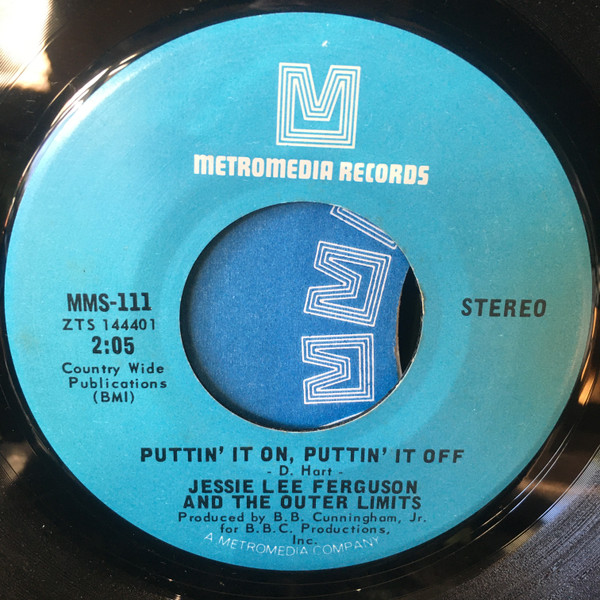 M
METROMEDIA RECORDS
MMS-111
ZTS 144401
2:05
Country Wide
Publications
(BMI)
STEREO
M M M
PUTTIN' IT ON, PUTTIN' IT OFF
- D. Hart -
JESSIE LEE FERGUSON
AND THE OUTER LIMITS
Produced by B.B. Cunningham, Jr.
for B.B.C. Productions,
Inc.
A METROMEDIA COMPANY